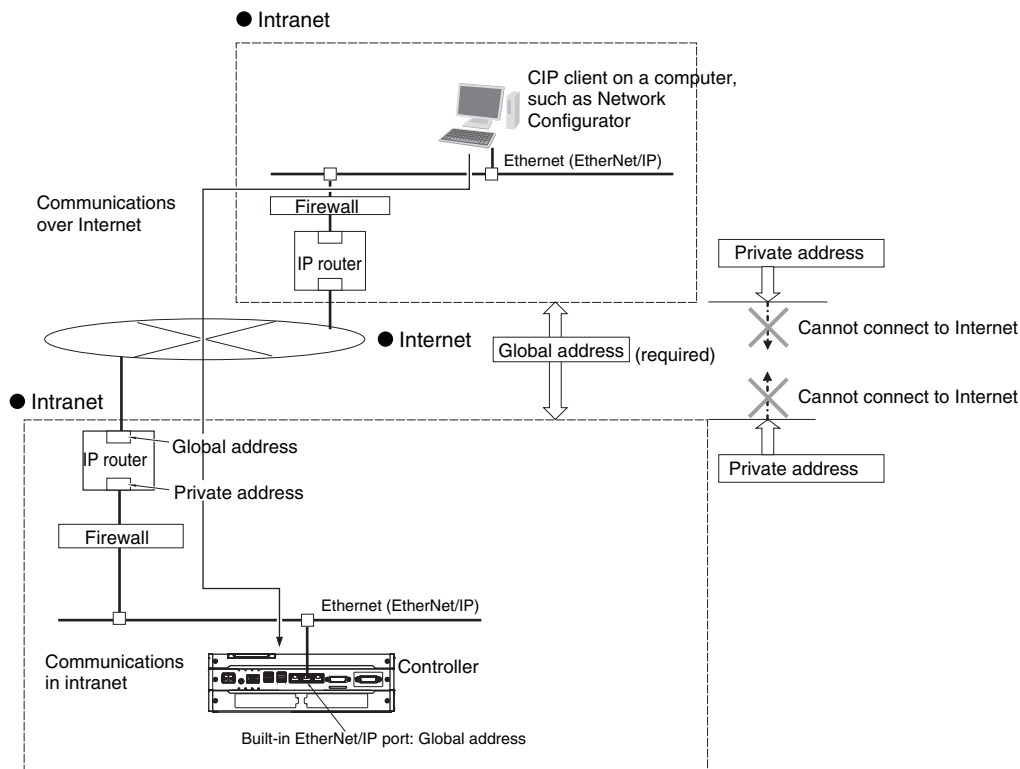 ● Intranet
CIP client on a computer,
such as Network
Configurator
Ethernet (EtherNet/IP)
Communications
over Internet
Firewall
IP router
Private address
Cannot connect to Internet
● Internet
Global address (required)
Cannot connect to Internet
Private address
● Intranet
Global address
IP router
Private address
Firewall
Ethernet (EtherNet/IP)
Communications
in intranet
Controller
Built-in EtherNet/IP port: Global address